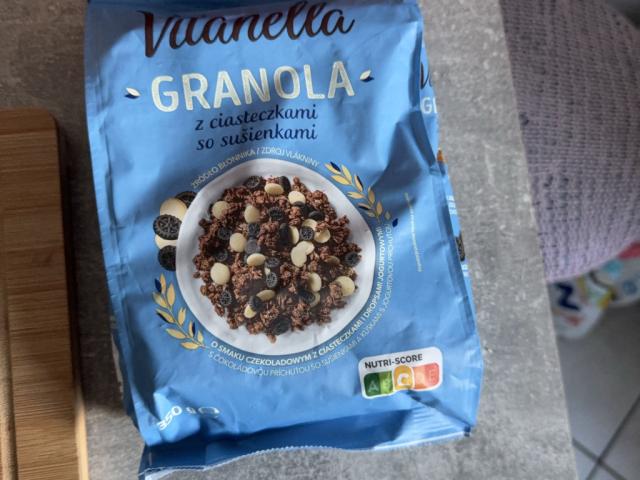 Vitanella
GRANOLA
z ciasteczkami
so sušienkami
ŹRÓDŁO BŁONNIKA / ZDROJ VLÁKNINY
O SMAKU CZEKOLADOWYM Z CIASTECZKAMI I DROPSAMI JOGURTOWYMI
S ČOKOLÁDOVOU PRÍCHUŤOU SO SUŠIENKAMI A KÚSKAMI S JOGURTOVOU PRÍCHUŤOU
350 g
NUTRI-SCORE
A B C D E